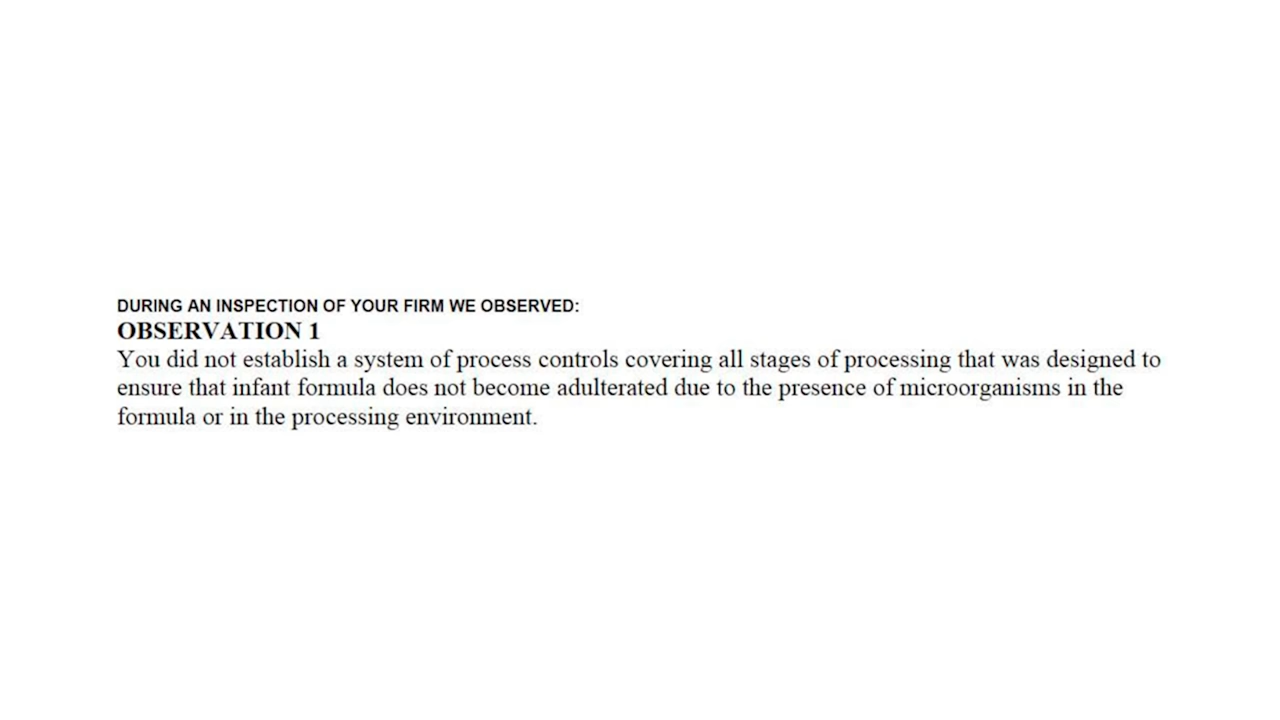 DURING AN INSPECTION OF YOUR FIRM WE OBSERVED:
OBSERVATION 1
You did not establish a system of process controls covering all stages of processing that was designed to
ensure that infant formula does not become adulterated due to the presence of microorganisms in the
formula or in the processing environment.